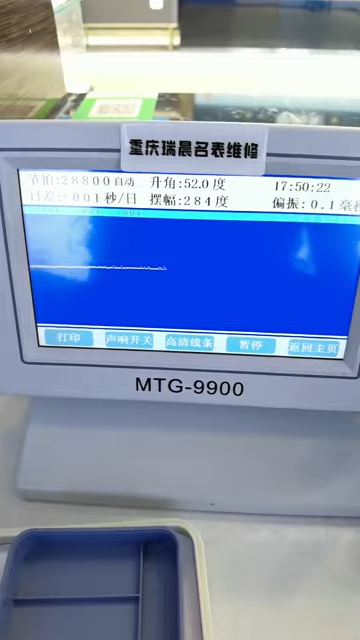 重庆瑞晨名表维修
节拍:28800自动 升角:52.0度 17:50:22
日差:+001秒/日 摆幅:284度 偏振:0.1毫秒
打印 声响开关 高清线条 暂停 返回主页
MTG-9900